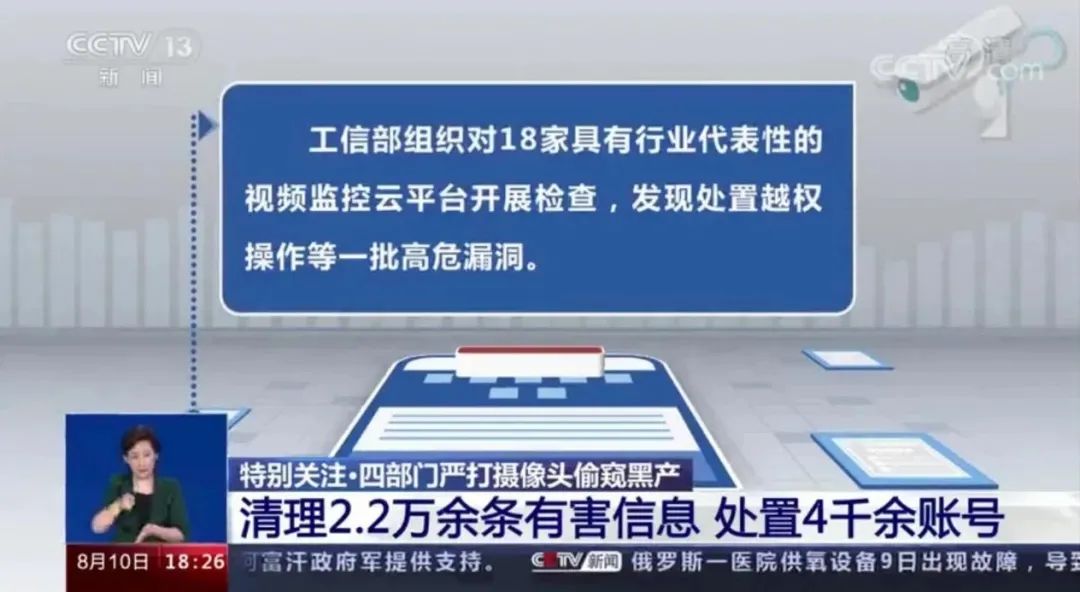 CCTV 13
新闻
高清
CCTV.com
工信部组织对18家具有行业代表性的
视频监控云平台开展检查，发现处置越权
操作等一批高危漏洞。
特别关注·四部门严打摄像头偷窥黑产
清理2.2万余条有害信息 处置4千余账号
8月10日 18:26 可富汗政府军提供支持。 CCTV新闻 俄罗斯一医院供氧设备9日出现故障，导致